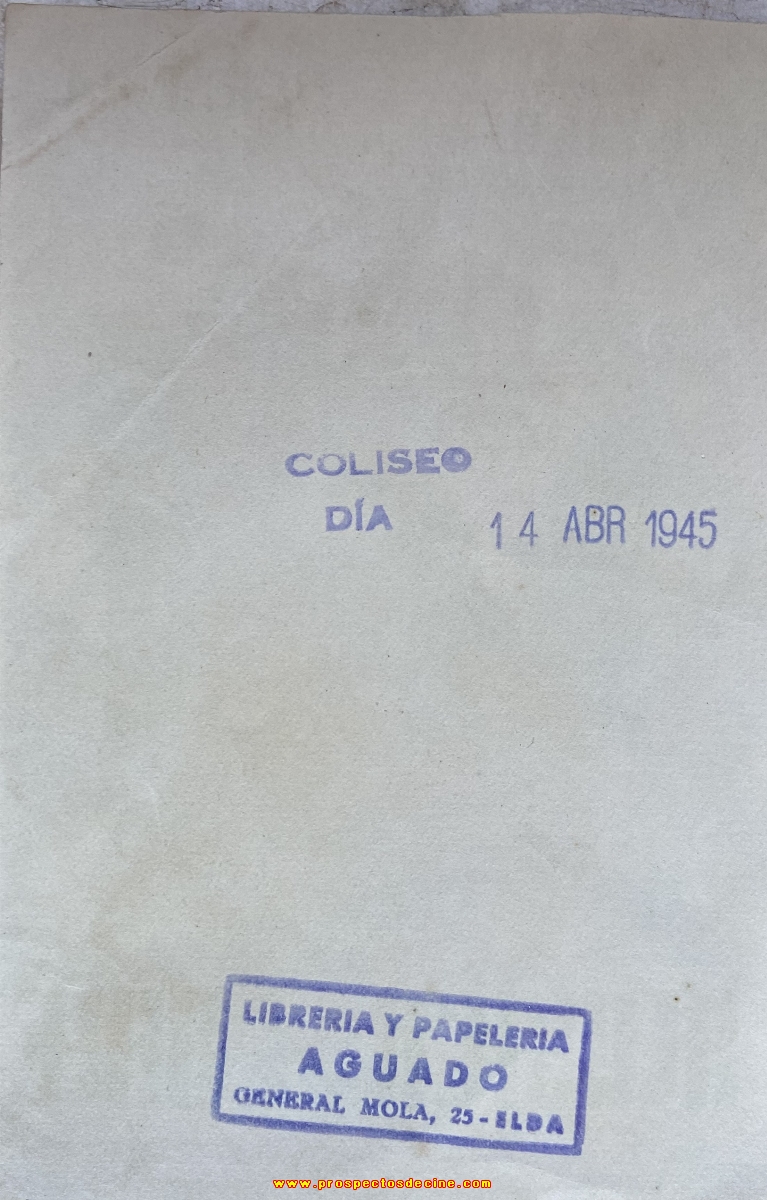 COLISEO
DÍA 14 ABR 1945
LIBRERIA Y PAPELERIA
AGUADO
GENERAL MOLA, 25 - ELDA
www.prospectosdecine.com